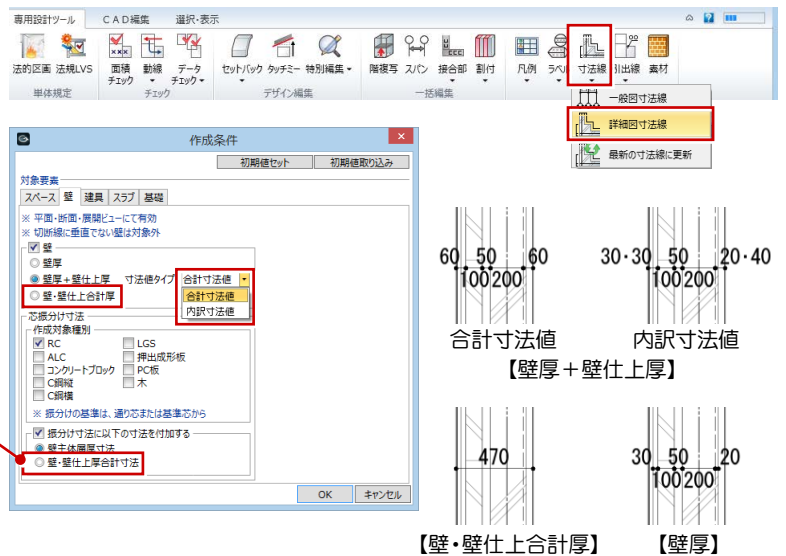 専用設計ツール CAD編集 選択・表示
法的区画 法規LVS 面積チェック 動線チェック データチェック セットバック タッチミー 特別編集 階複写 スパン 接合部 割付 凡例 ラベル 寸法線 引出線 素材
単体規定 チェック デザイン編集 一括編集
一般図寸法線
詳細図寸法線
最新の寸法線に更新
作成条件
初期値セット 初期値取り込み
対象要素
スペース 壁 建具 スラブ 基礎
※ 平面・断面・展開ビューにて有効
※ 切断線に垂直でない壁は対象外
壁
壁厚
壁厚+壁仕上厚 寸法値タイプ 合計寸法値
壁・壁仕上合計厚
合計寸法値
内訳寸法値
芯振分け寸法
作成対象種別
RC LGS
ALC 押出成形板
コンクリートブロック PC板
C鋼縦 木
C鋼横
※ 振分けの基準は、通り芯または基準芯から
振分け寸法に以下の寸法を付加する
壁主体層厚寸法
壁・壁仕上厚合計寸法
OK キャンセル
60 50 60
100 200
合計寸法値
30・30 50 20・40
100 200
内訳寸法値
【壁厚+壁仕上厚】
470
【壁・壁仕上合計厚】
30 50 20
100 200
【壁厚】